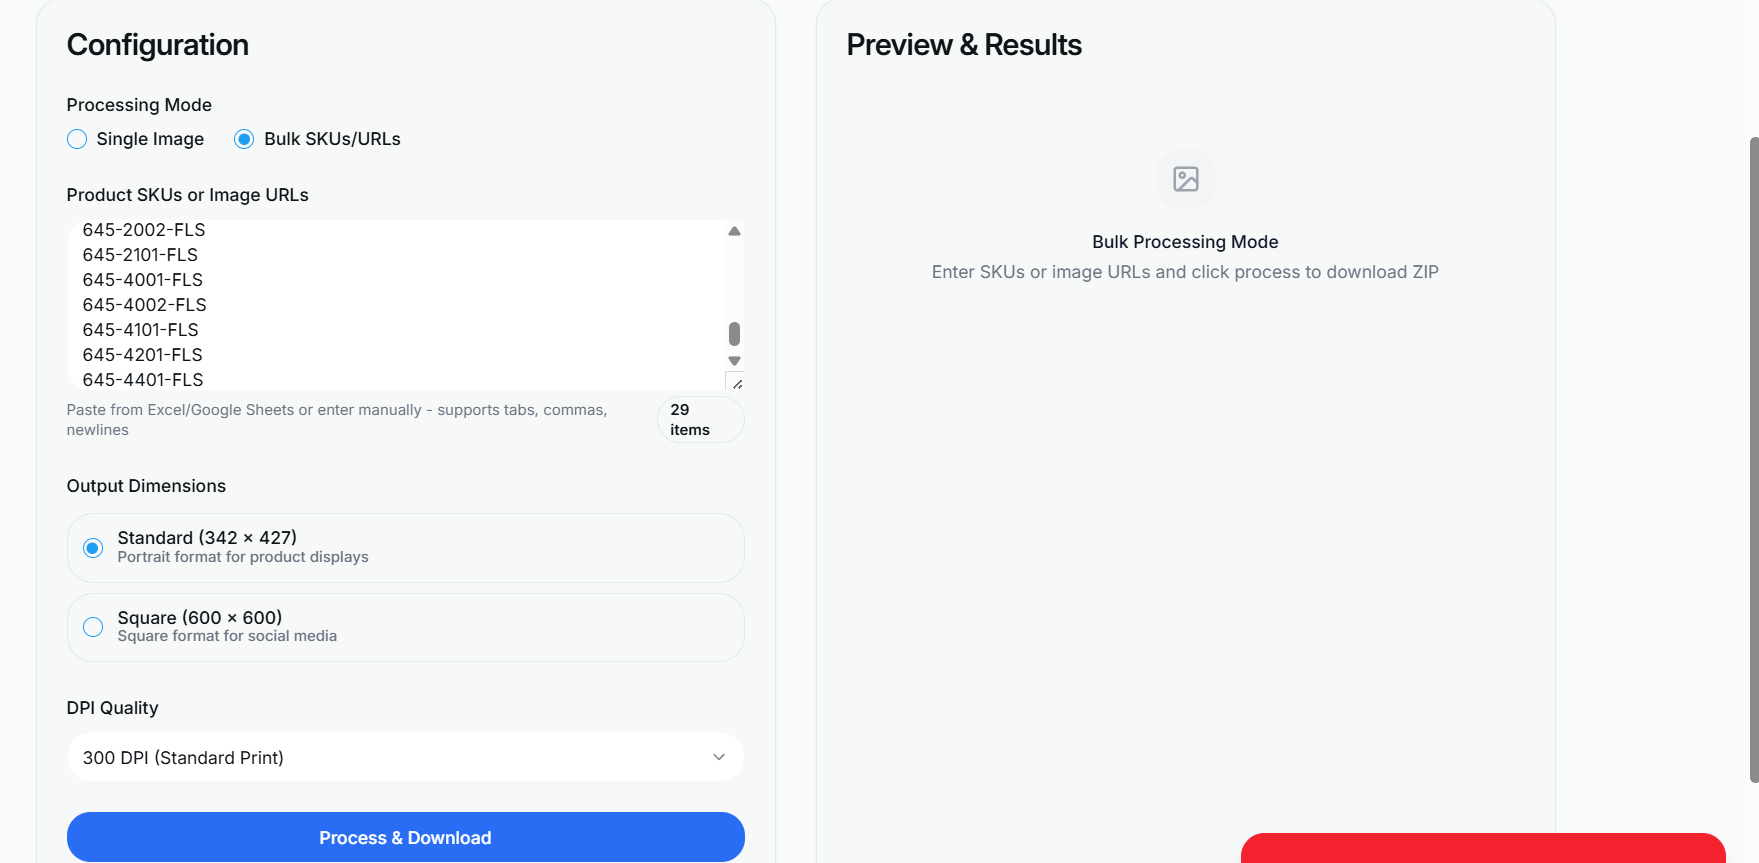 Configuration
Processing Mode
Single Image
Bulk SKUs/URLs
Product SKUs or Image URLs
645-2002-FLS
645-2101-FLS
645-4001-FLS
645-4002-FLS
645-4101-FLS
645-4201-FLS
645-4401-FLS
Paste from Excel/Google Sheets or enter manually - supports tabs, commas,
newlines
29
items
Output Dimensions
Standard (342 × 427)
Portrait format for product displays
Square (600 × 600)
Square format for social media
DPI Quality
300 DPI (Standard Print)
Process & Download
Preview & Results
Bulk Processing Mode
Enter SKUs or image URLs and click process to download ZIP